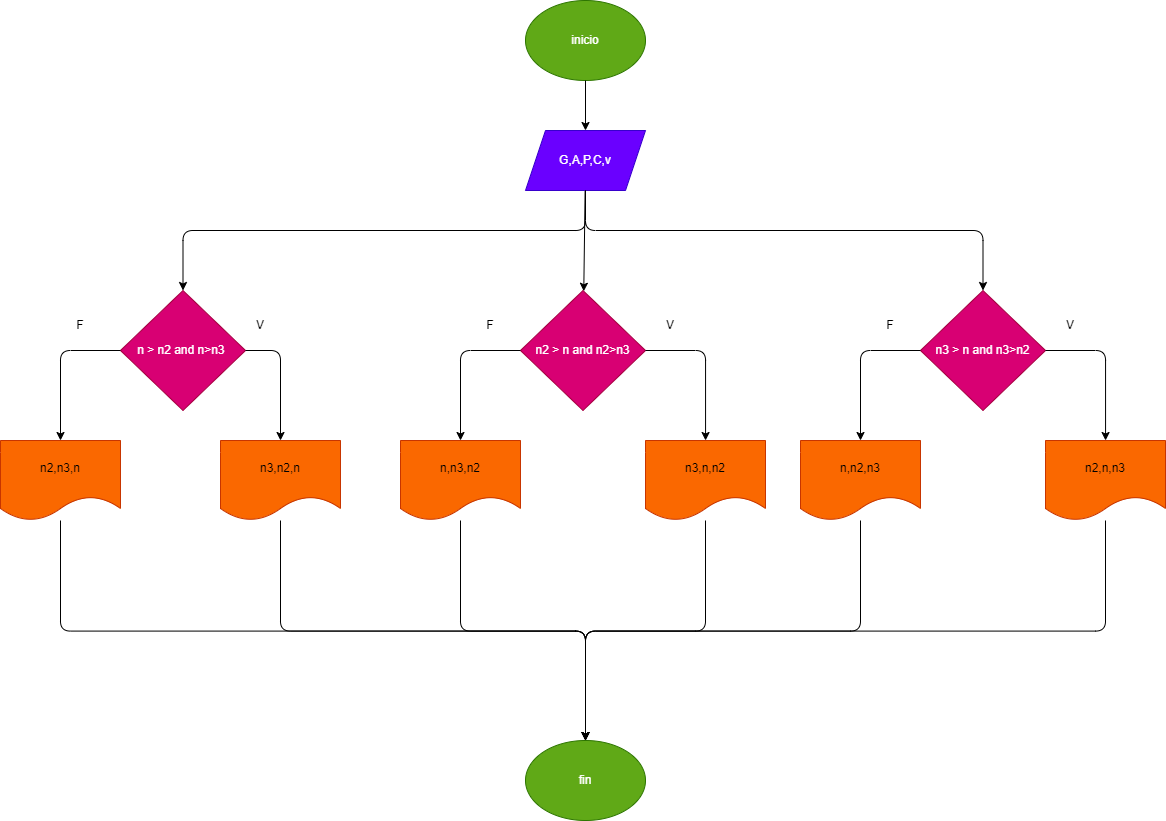 inicio
G,A,P,C,v
F
V
F
V
F
V
n > n2 and n>n3
n2 > n and n2>n3
n3 > n and n3>n2
n2,n3,n
n3,n2,n
n,n3,n2
n3,n,n2
n,n2,n3
n2,n,n3
fin